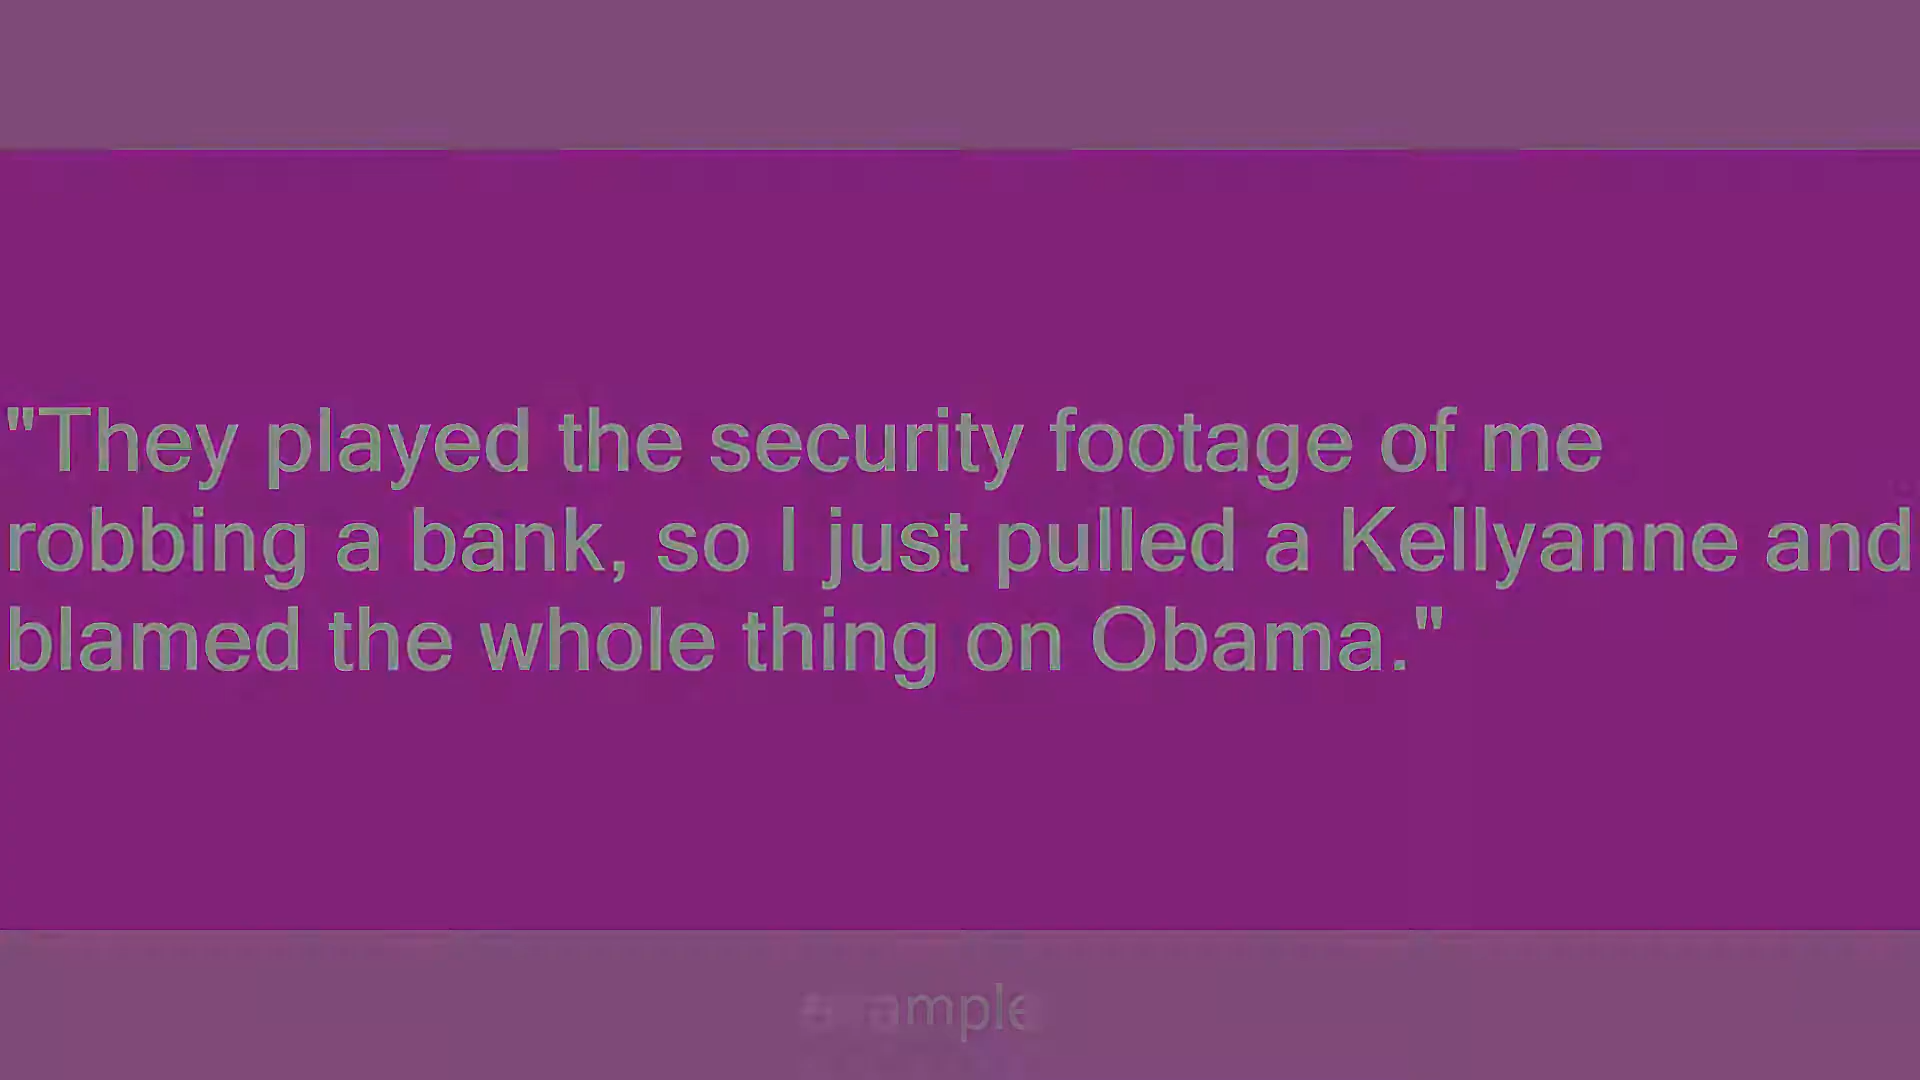 "They played the security footage of me
robbing a bank, so I just pulled a Kellyanne and
blamed the whole thing on Obama."